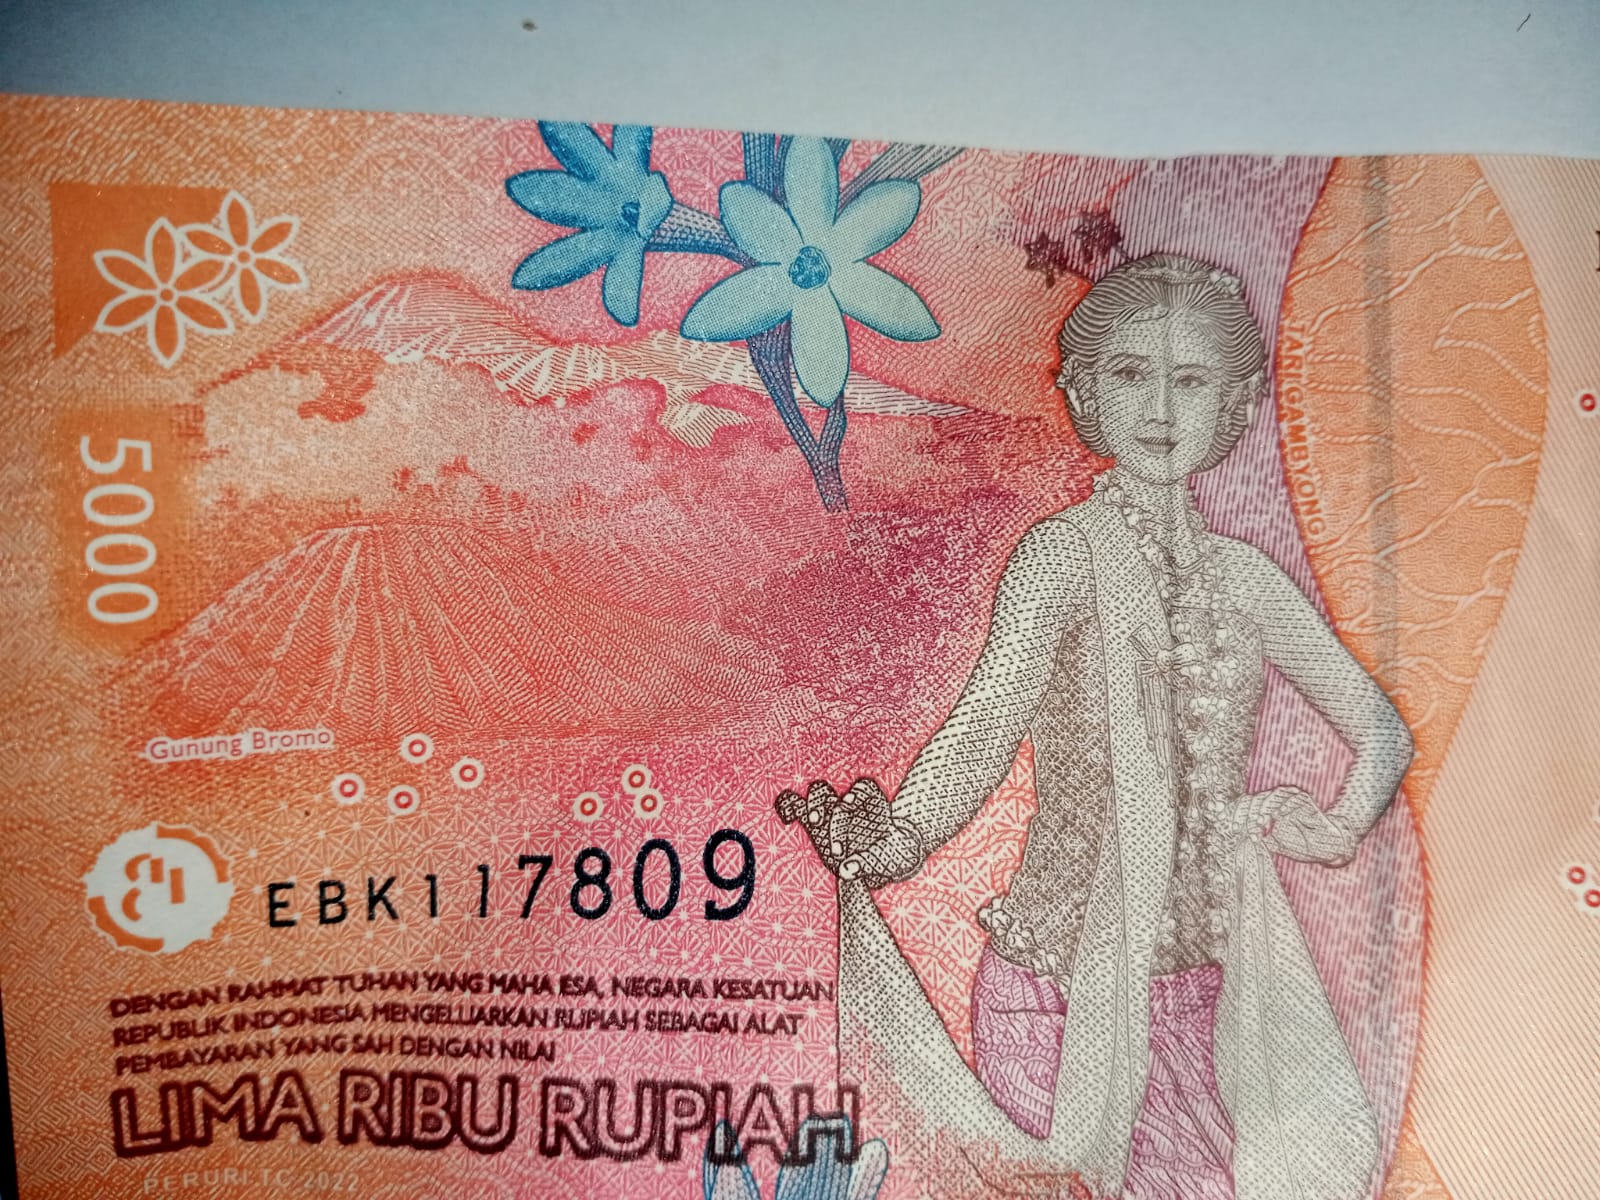 5000
TARI GAMBYONG
Gunung Bromo
EBK117809
DENGAN RAHMAT TUHAN YANG MAHA ESA, NEGARA KESATUAN
REPUBLIK INDONESIA MENGELUARKAN RUPIAH SEBAGAI ALAT
PEMBAYARAN YANG SAH DENGAN NILAI
LIMA RIBU RUPIAH
PERURI TC 2022